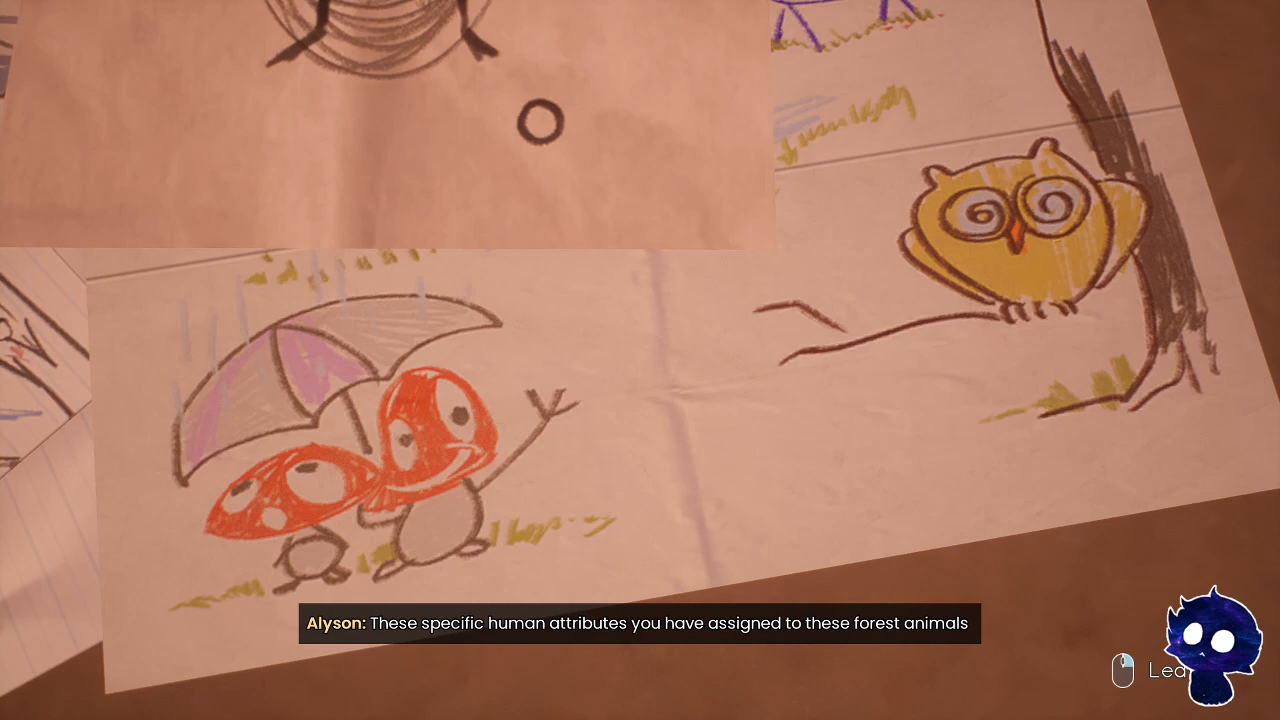 Alyson: These specific human attributes you have assigned to these forest animals